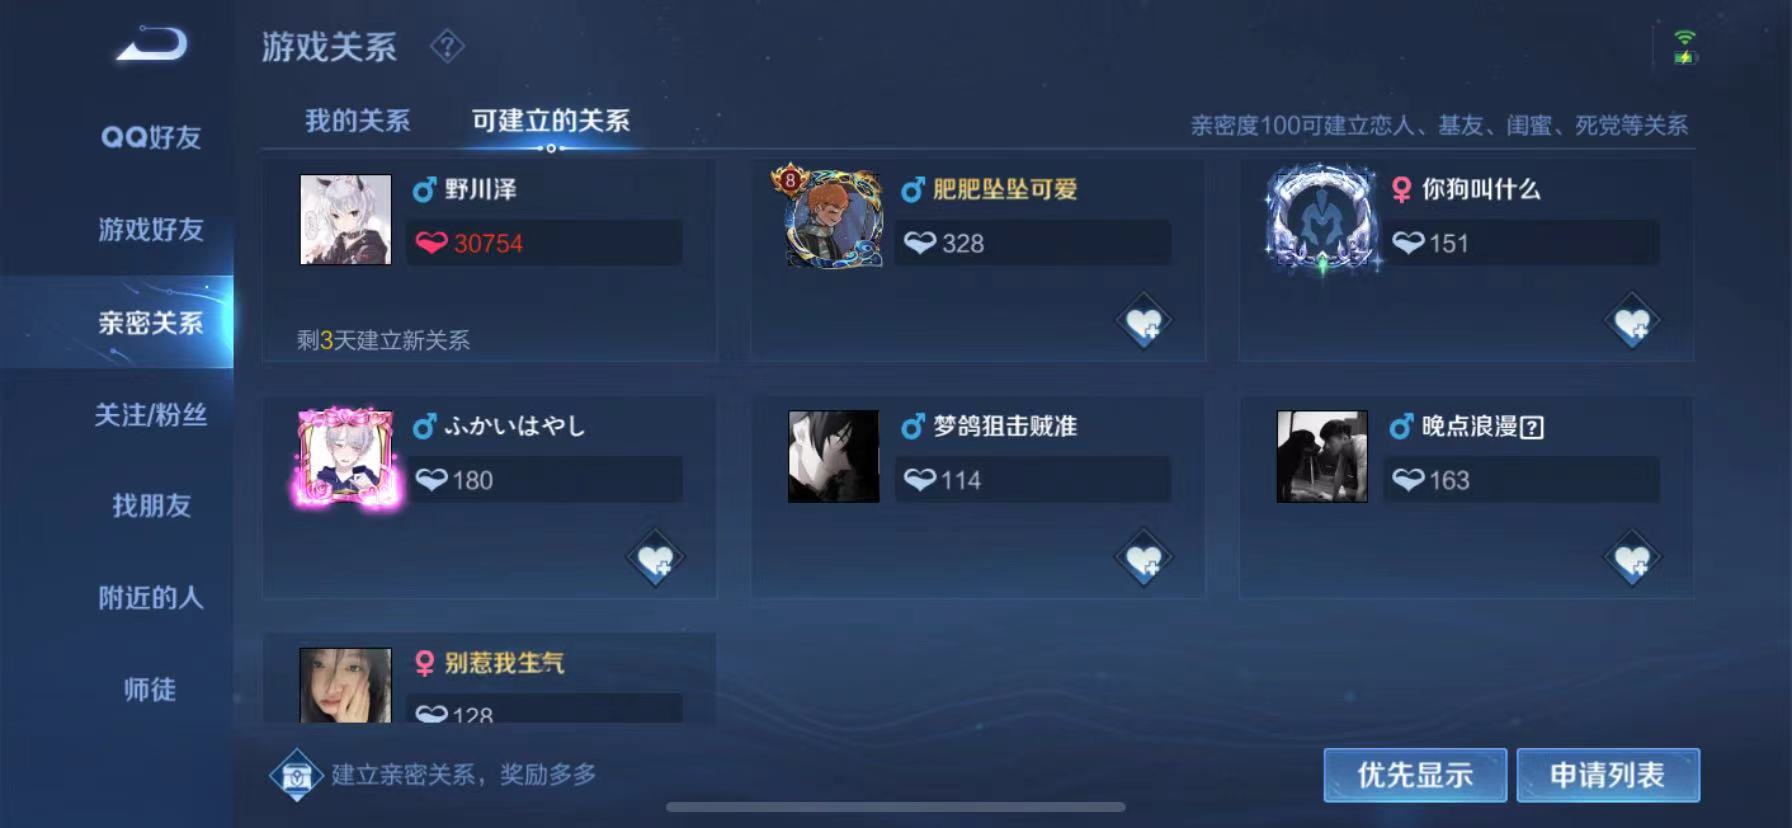 游戏关系
QQ好友
游戏好友
亲密关系
关注/粉丝
找朋友
附近的人
师徒
我的关系
可建立的关系
亲密度100可建立恋人、基友、闺蜜、死党等关系
野川泽
30754
剩3天建立新关系
8
肥肥坠坠可爱
328
你狗叫什么
151
ふかいはやし
180
梦鸽狙击贼准
114
晚点浪漫?
163
别惹我生气
128
建立亲密关系，奖励多多
优先显示
申请列表